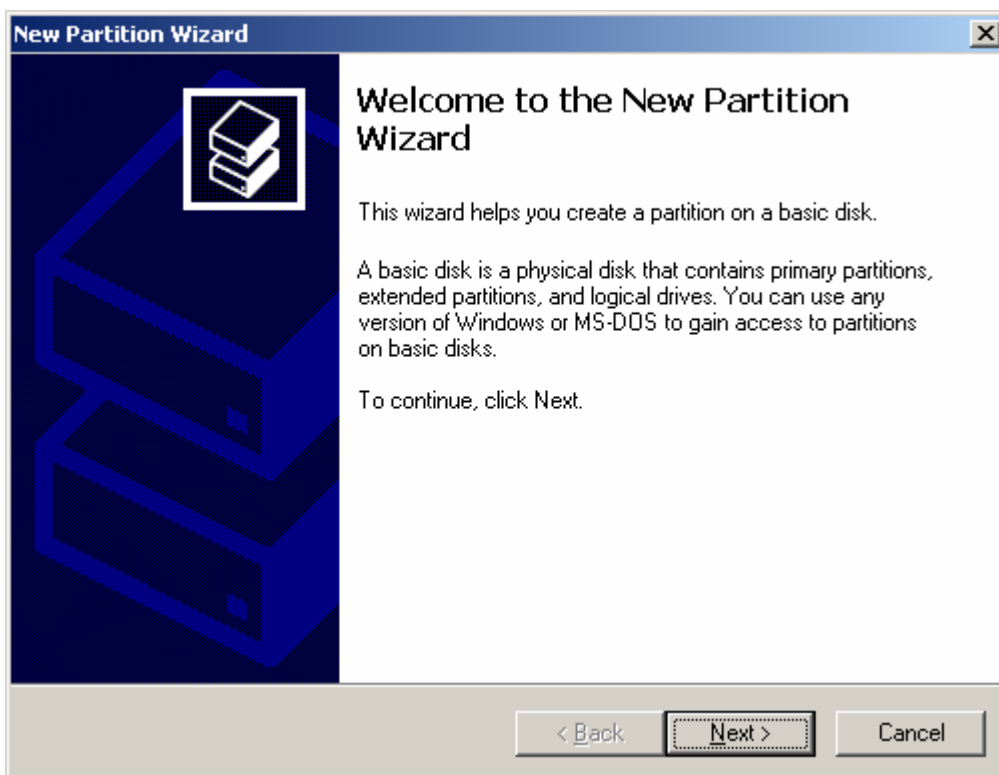 New Partition Wizard
Welcome to the New Partition
Wizard
This wizard helps you create a partition on a basic disk.
A basic disk is a physical disk that contains primary partitions,
extended partitions, and logical drives. You can use any
version of Windows or MS-DOS to gain access to partitions
on basic disks.
To continue, click Next.
< Back Next > Cancel